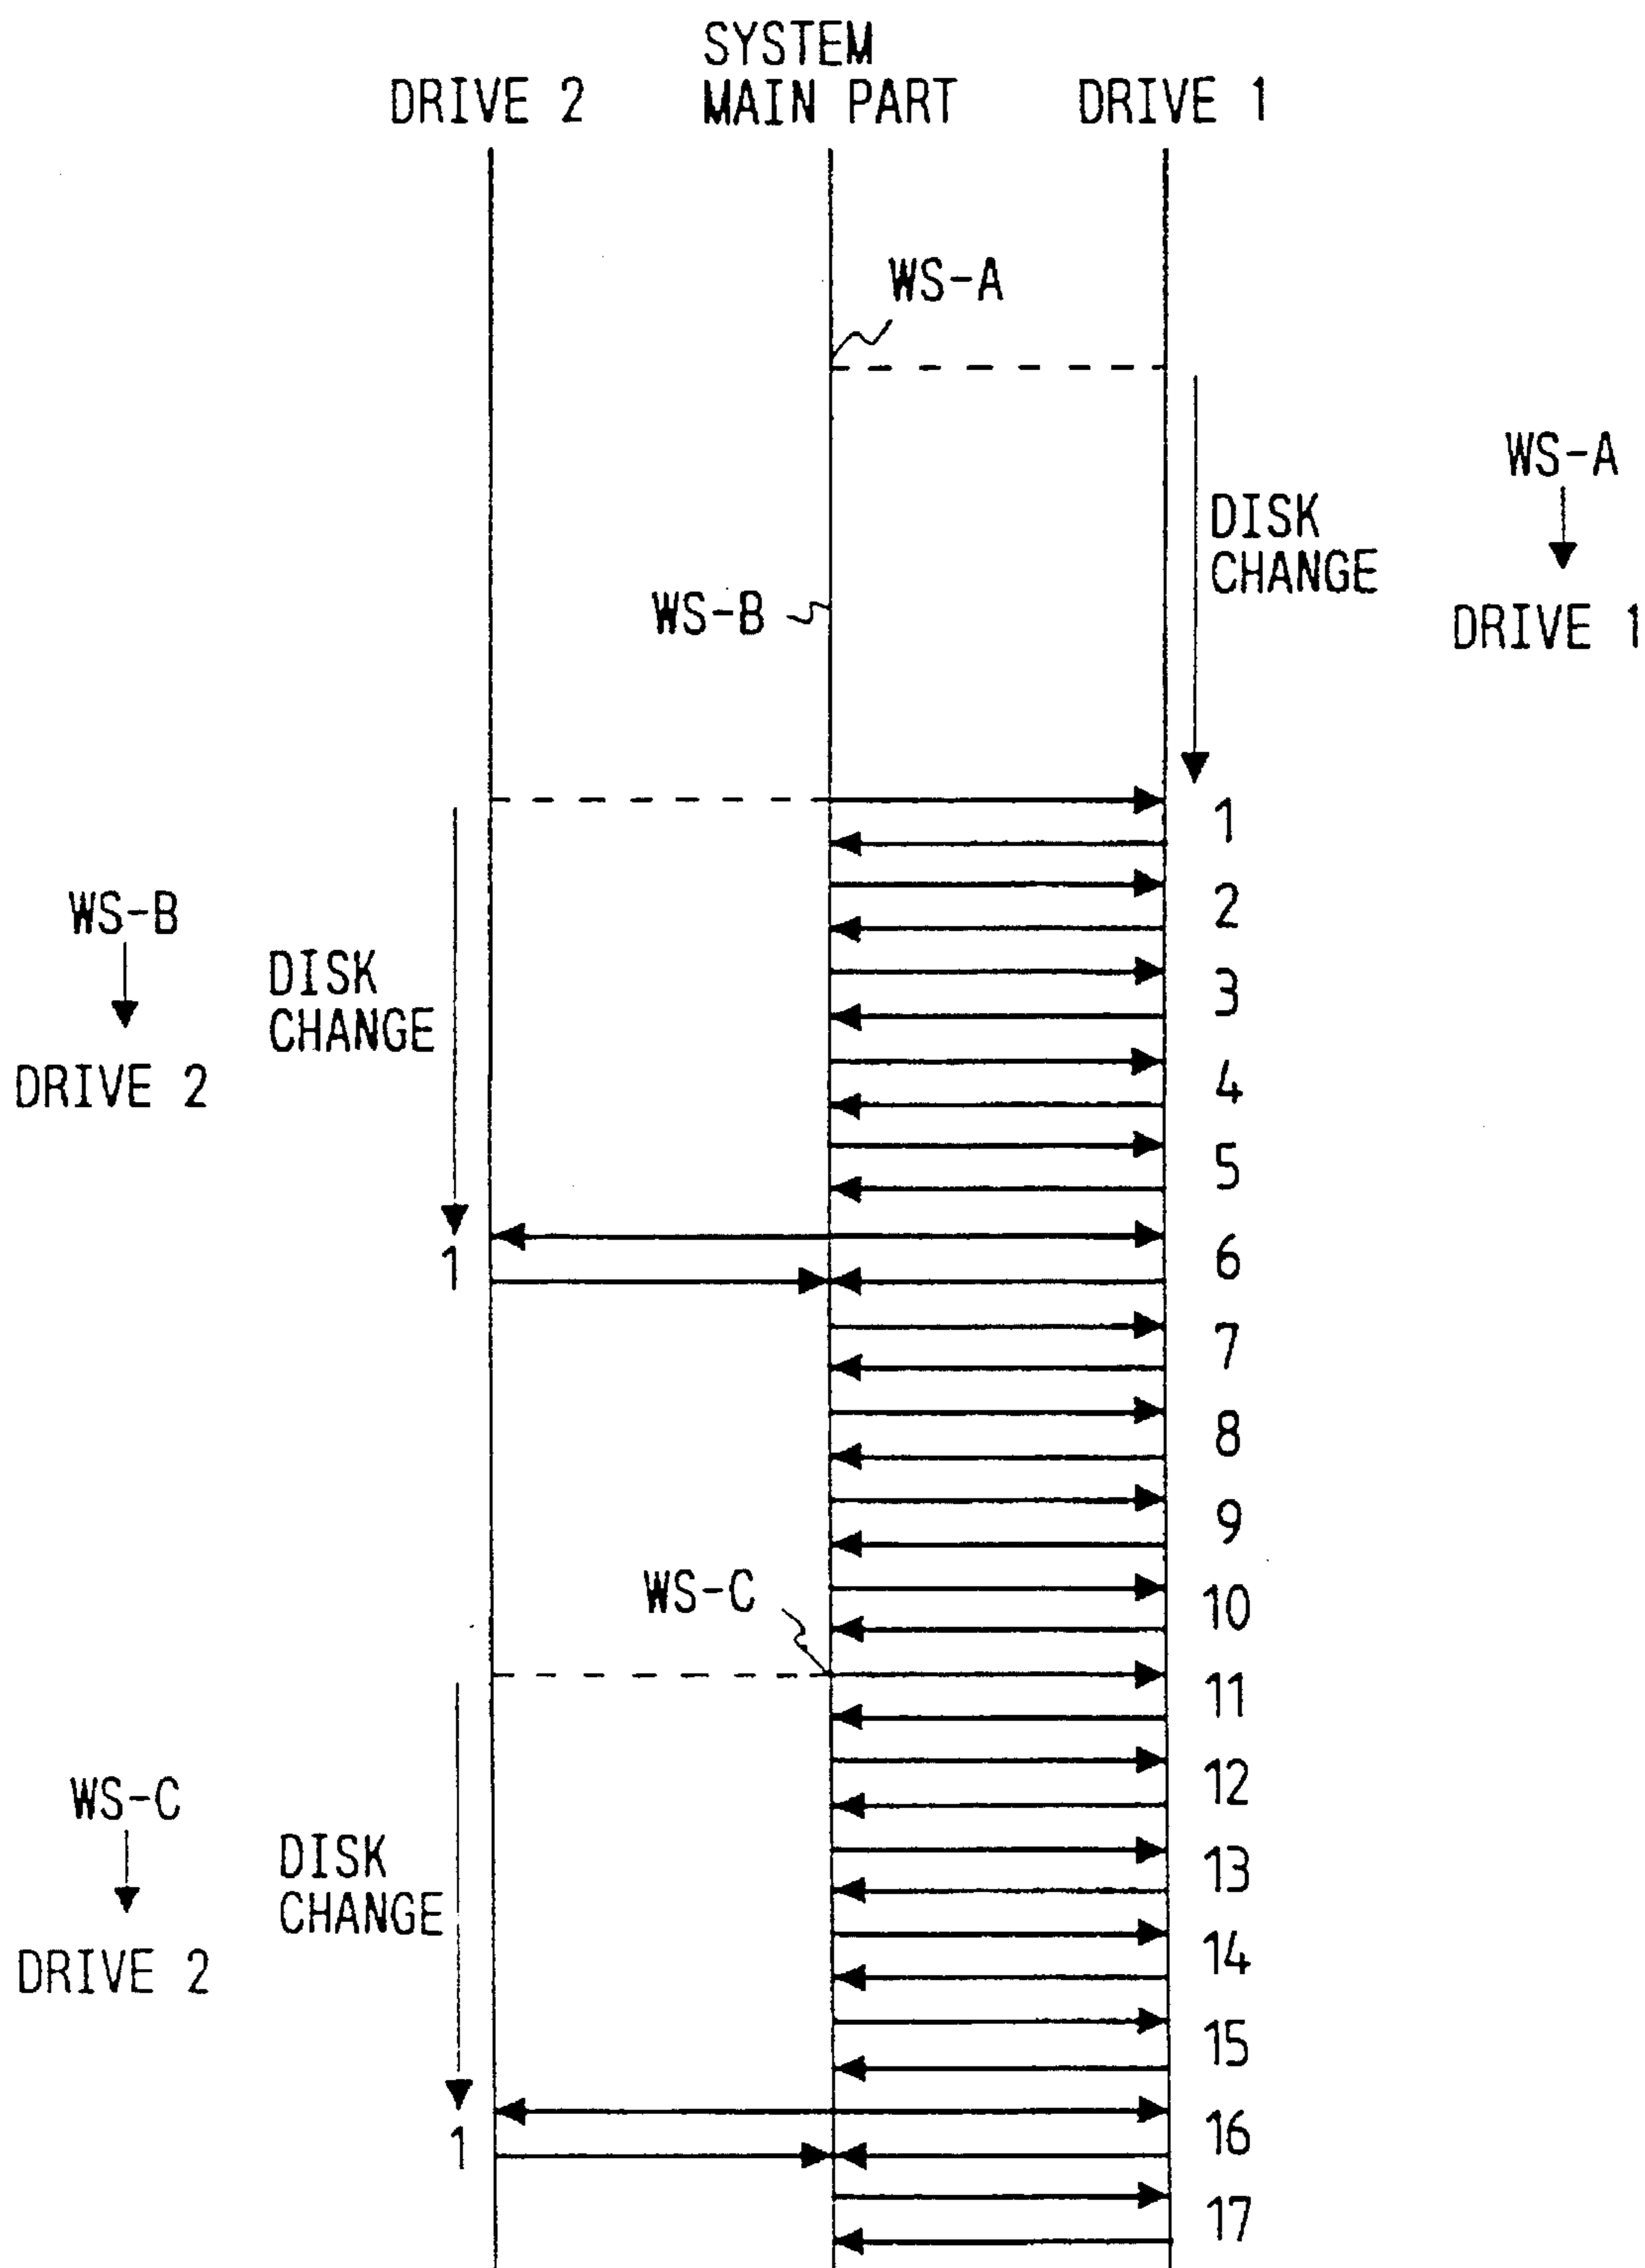 SYSTEM
DRIVE 2 MAIN PART DRIVE 1
WS-A
WS-A
DISK
CHANGE
WS-B
DRIVE 1
1
2
WS-B
DISK
3
CHANGE
4
DRIVE 2
5
1
6
7
8
9
WS-C
10
11
12
WS-C
DISK
13
CHANGE
14
DRIVE 2
15
1
16
17